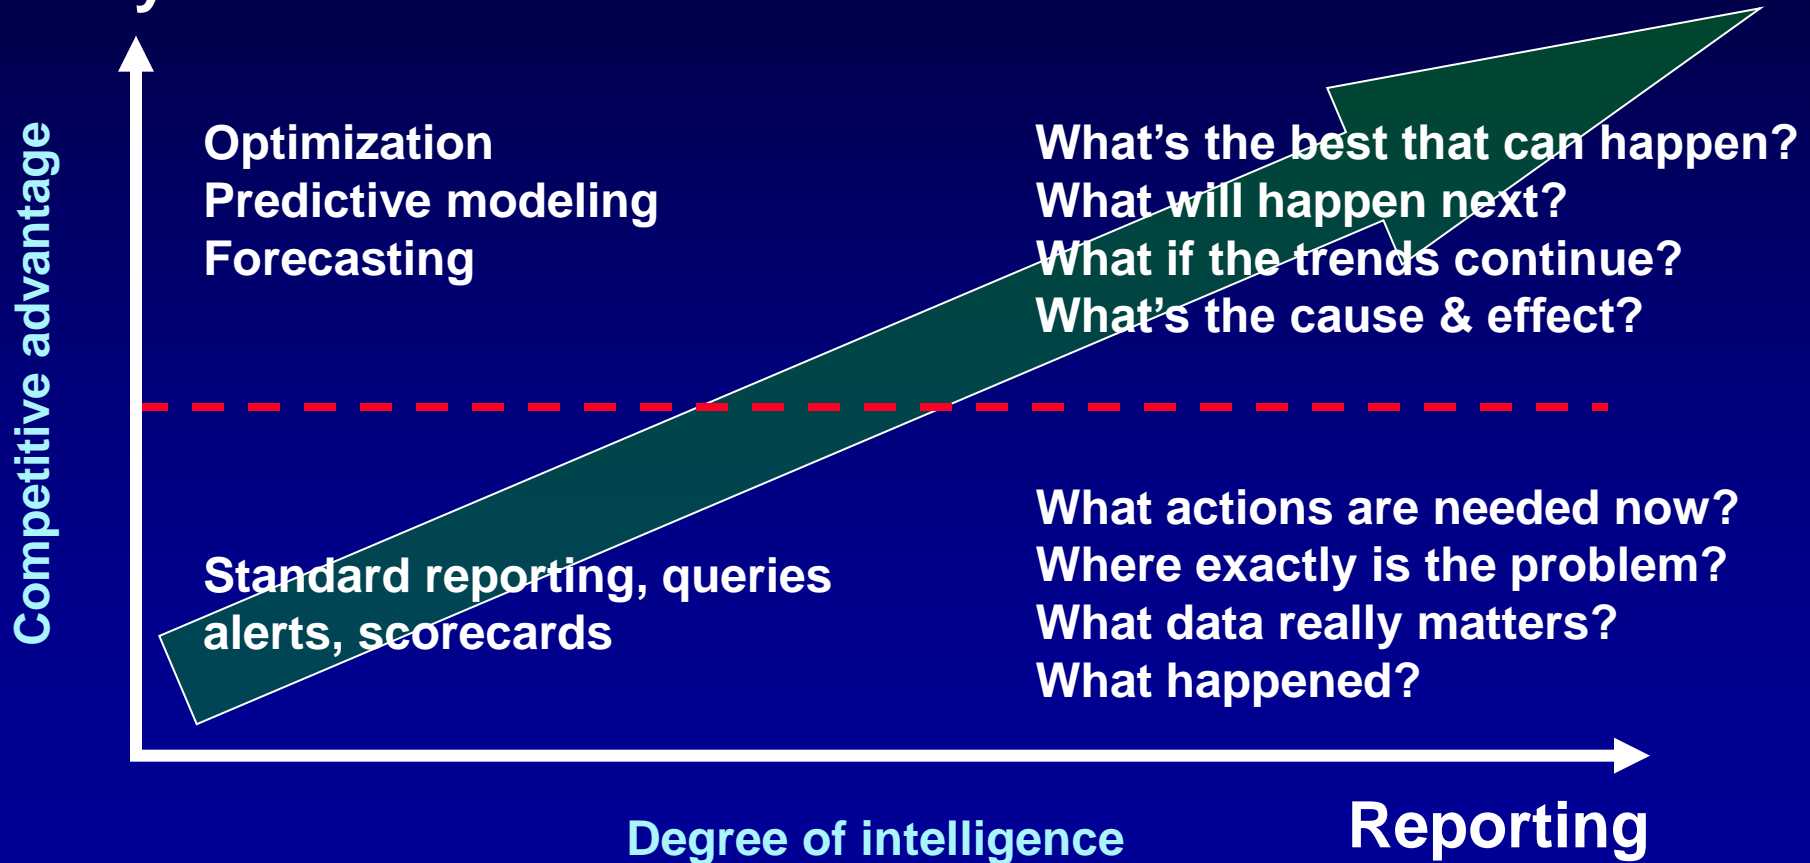 Competitive advantage
Optimization
Predictive modeling
Forecasting
What’s the best that can happen?
What will happen next?
What if the trends continue?
What’s the cause & effect?
Standard reporting, queries
alerts, scorecards
What actions are needed now?
Where exactly is the problem?
What data really matters?
What happened?
Degree of intelligence
Reporting